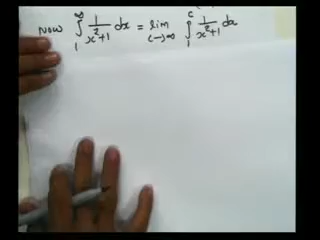 Now ∫₁^∞ 1/(x²+1) dx = lim_{c→∞} ∫₁^c 1/(x²+1) dx